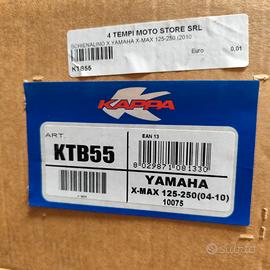 4 TEMPI MOTO STORE SRL
SCHIENALINO X YAMAHA X-MAX 125-250 /2010
Euro 0,01
KTB55
KAPPA
ART.
KTB55
EAN 13
8 029871 081330
YAMAHA
X-MAX 125-250(04-10)
10075
Subito